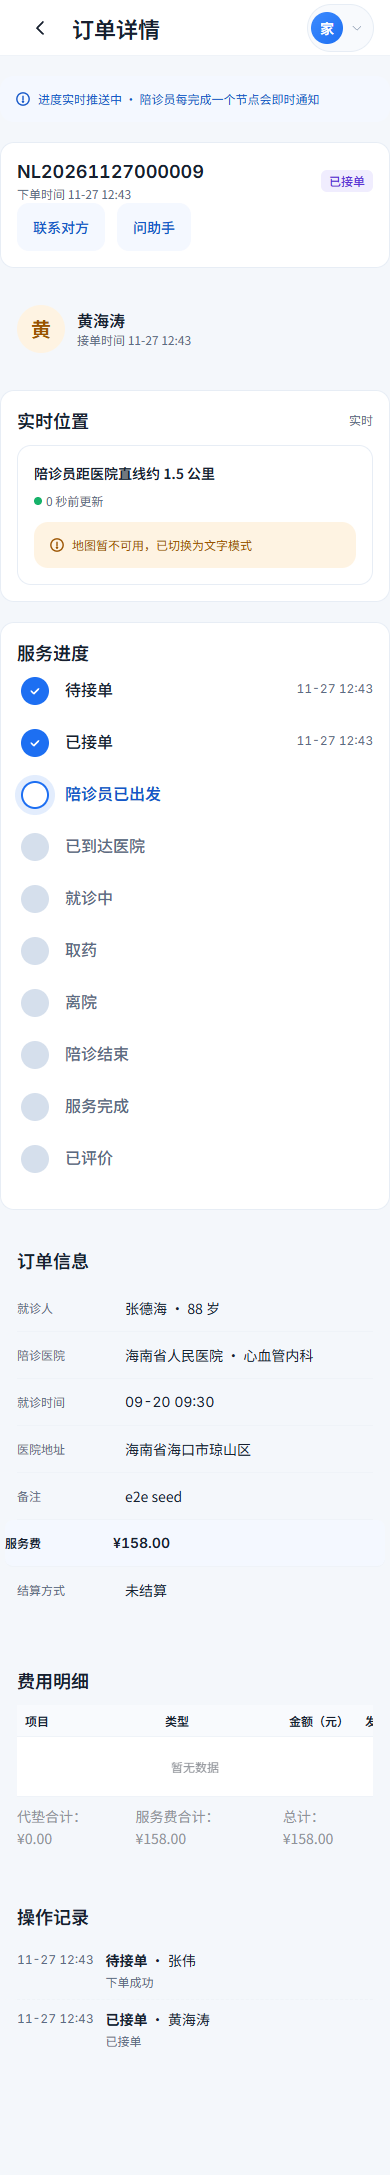 订单详情
家
进度实时推送中 · 陪诊员每完成一个节点会即时通知
NL20261127000009
下单时间 11-27 12:43
已接单
联系对方
问助手
黄
黄海涛
接单时间 11-27 12:43
实时位置
实时
陪诊员距医院直线约 1.5 公里
0 秒前更新
地图暂不可用，已切换为文字模式
服务进度
待接单 11-27 12:43
已接单 11-27 12:43
陪诊员已出发
已到达医院
就诊中
取药
离院
陪诊结束
服务完成
已评价
订单信息
就诊人 张德海 · 88 岁
陪诊医院 海南省人民医院 · 心血管内科
就诊时间 09-20 09:30
医院地址 海南省海口市琼山区
备注 e2e seed
服务费 ¥158.00
结算方式 未结算
费用明细
项目 类型 金额（元）
暂无数据
代垫合计： 服务费合计： 总计：
¥0.00 ¥158.00 ¥158.00
操作记录
11-27 12:43 待接单 · 张伟
下单成功
11-27 12:43 已接单 · 黄海涛
已接单